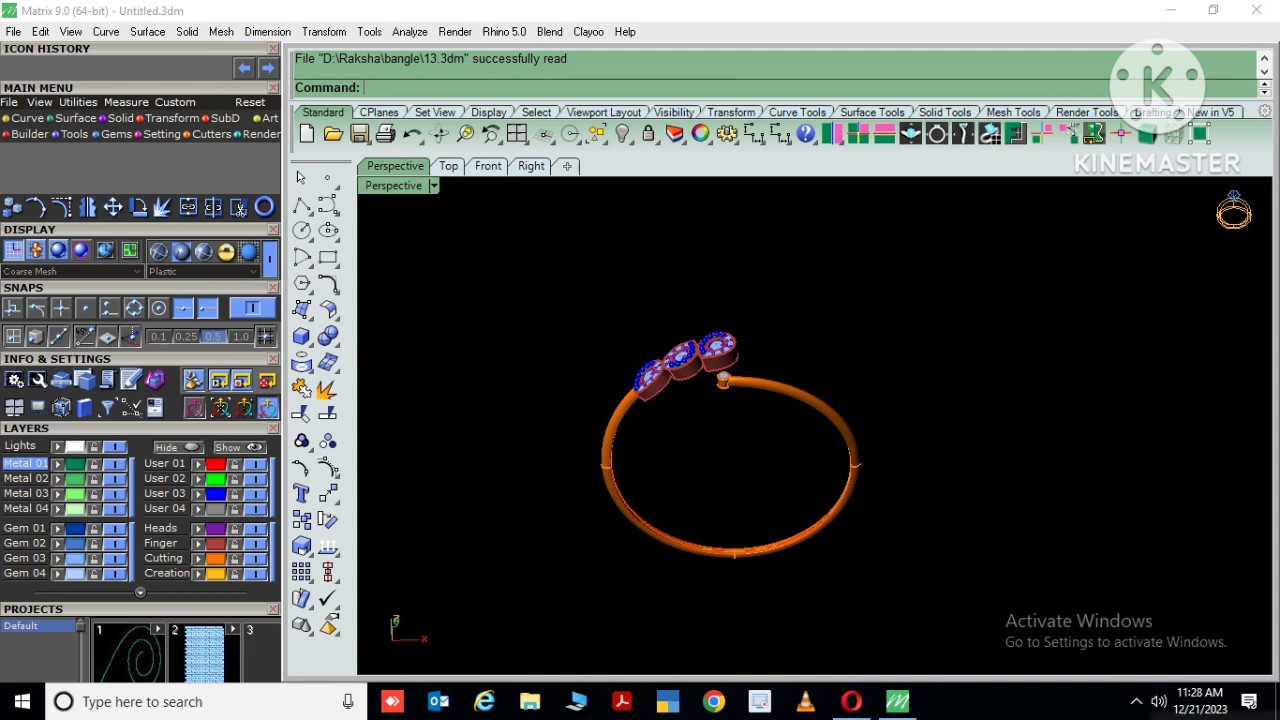 Matrix 9.0 (64-bit) - Untitled.3dm
File Edit View Curve Surface Solid Mesh Dimension Transform Tools Analyze Render Rhino 5.0 Blend Clayoo Help
ICON HISTORY
File "D:\Raksha\bangle\13.3dm" successfully read
Command:
MAIN MENU
File View Utilities Measure Custom Reset
Curve Surface Solid Transform SubD Art
Builder Tools Gems Setting Cutters Render
Standard CPlanes Set View Display Select Viewport Layout Visibility Transform Curve Tools Surface Tools Solid Tools Mesh Tools Render Tools Drafting New in V5
K
KINEMASTER
Perspective Top Front Right
Perspective
DISPLAY
Coarse Mesh Plastic
SNAPS
0.1 0.25 0.5 1.0
INFO & SETTINGS
LAYERS
Lights Hide Show
Metal 01 User 01
Metal 02 User 02
Metal 03 User 03
Metal 04 User 04
Gem 01 Heads
Gem 02 Finger
Gem 03 Cutting
Gem 04 Creation
PROJECTS
Default 1 2 3
z
x
Activate Windows
Go to Settings to activate Windows.
Type here to search
11:28 AM
12/21/2023